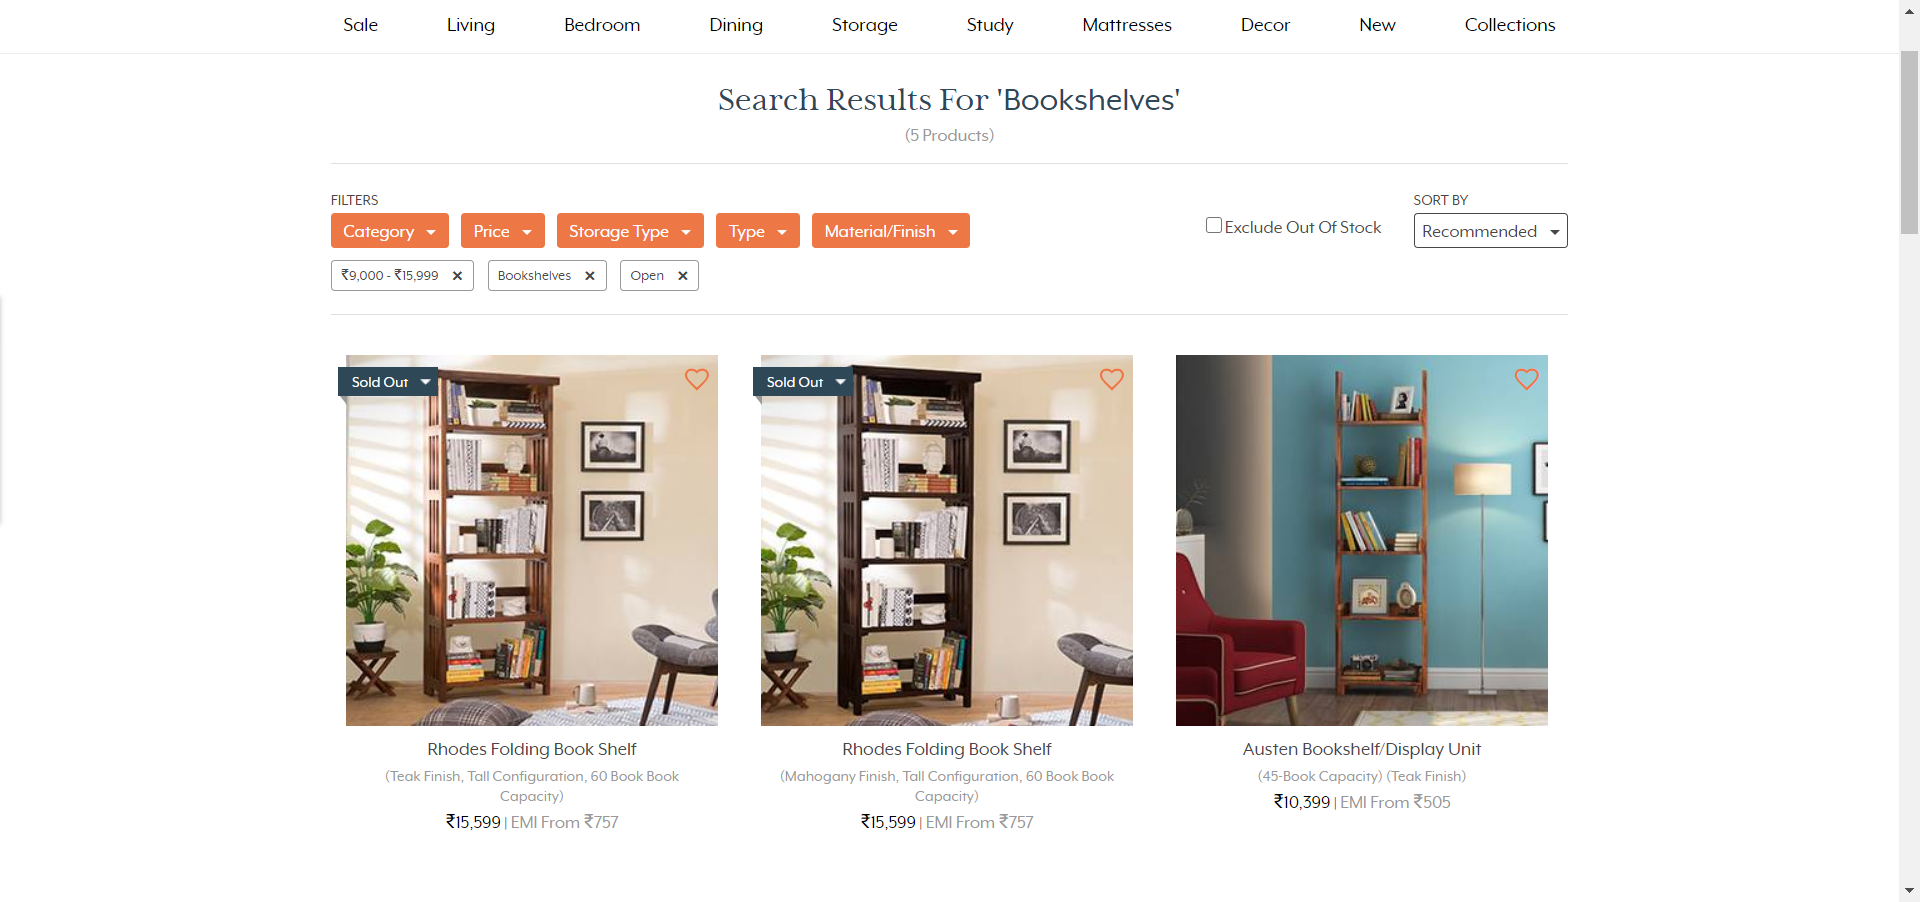 Sale Living Bedroom Dining Storage Study Mattresses Decor New Collections
Search Results For 'Bookshelves'
(5 Products)
FILTERS
Category Price Storage Type Type Material/Finish
Exclude Out Of Stock
SORT BY
Recommended
₹9,000 - ₹15,999 × Bookshelves × Open ×
Sold Out
Rhodes Folding Book Shelf
(Teak Finish, Tall Configuration, 60 Book Book
Capacity)
₹15,599 | EMI From ₹757
Sold Out
Rhodes Folding Book Shelf
(Mahogany Finish, Tall Configuration, 60 Book Book
Capacity)
₹15,599 | EMI From ₹757
Austen Bookshelf/Display Unit
(45-Book Capacity) (Teak Finish)
₹10,399 | EMI From ₹505